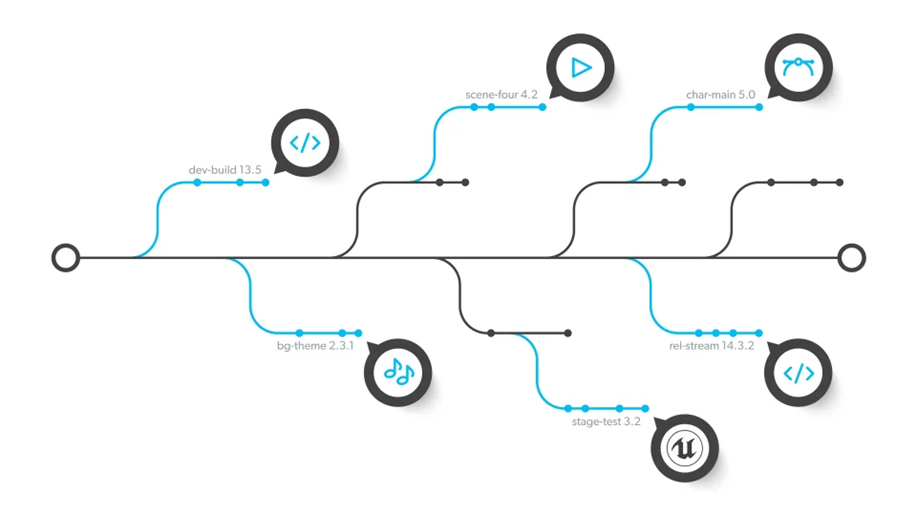 scene-four 4.2
char-main 5.0
dev-build 13.5
bg-theme 2.3.1
rel-stream 14.3.2
stage-test 3.2